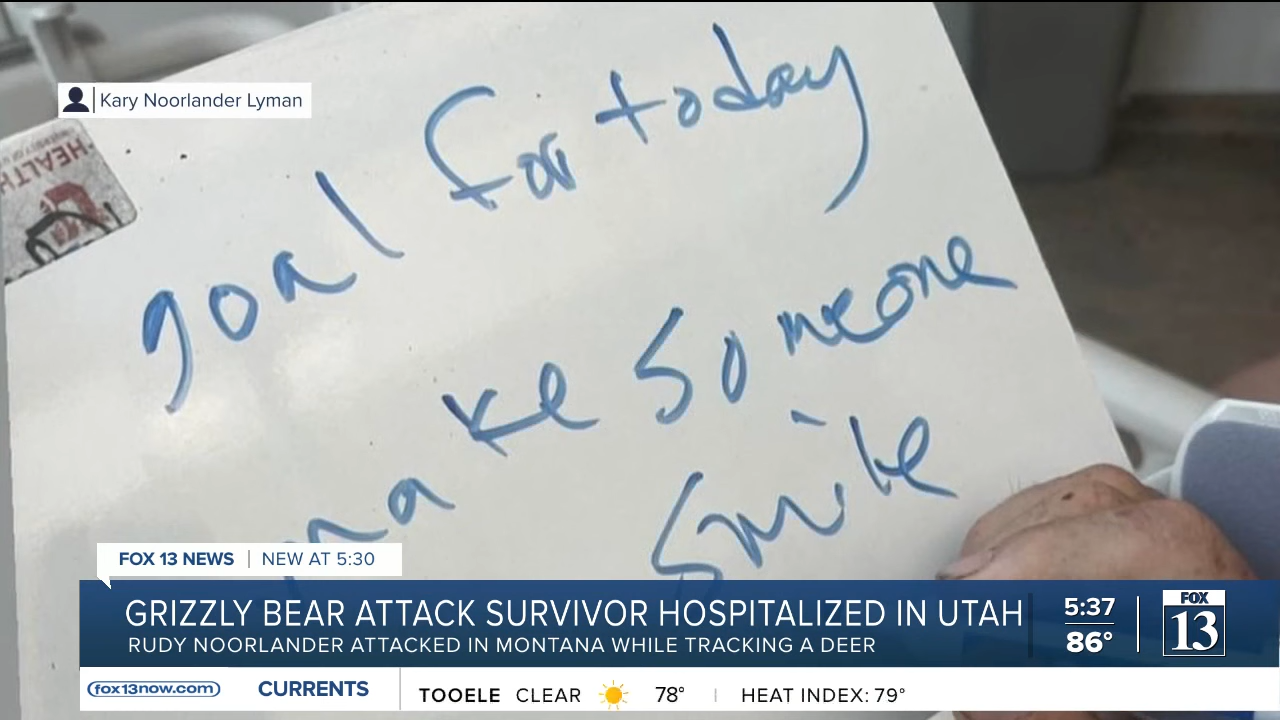 Kary Noorlander Lyman
HEALTH
goal for today
make someone
smile
FOX 13 NEWS | NEW AT 5:30
GRIZZLY BEAR ATTACK SURVIVOR HOSPITALIZED IN UTAH
RUDY NOORLANDER ATTACKED IN MONTANA WHILE TRACKING A DEER
5:37
86°
FOX
13
fox13now.com CURRENTS TOOELE CLEAR 78° | HEAT INDEX: 79°